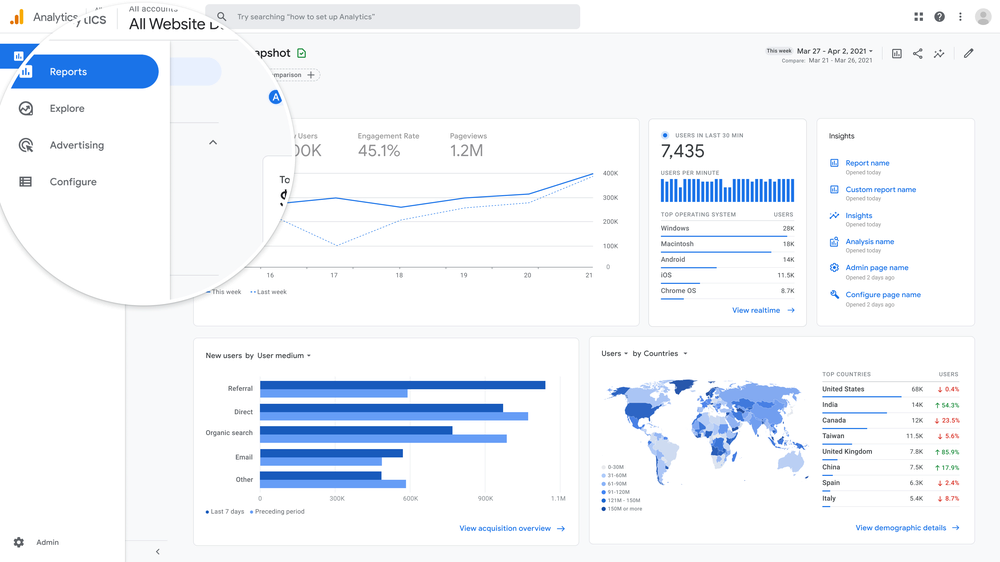 Analytics
All accounts
All Website D
Try searching "how to set up Analytics"
Reports
Explore
Advertising
Configure
Admin
This week Mar 27 - Apr 2, 2021
Compare: Mar 21 - Mar 26, 2021
A
Users
Engagement Rate
45.1%
Pageviews
1.2M
To
$
400K
300K
200K
100K
0
16 17 18 19 20 21
This week Last week
USERS IN LAST 30 MIN
7,435
USERS PER MINUTE
TOP OPERATING SYSTEM USERS
Windows 28K
Macintosh 18K
Android 14K
iOS 11.5K
Chrome OS 8.7K
View realtime
Insights
Report name
Opened today
Custom report name
Opened today
Insights
Opened today
Analysis name
Opened today
Admin page name
Opened 2 days ago
Configure page name
Opened 2 days ago
New users by User medium
Referral
Direct
Organic search
Email
Other
0 300K 600K 900K 1.1M
Last 7 days Preceding period
View acquisition overview
Users by Countries
0-30M
31-60M
61-90M
91-120M
121M - 150M
150M or more
TOP COUNTRIES USERS
United States 68K ↓ 0.4%
India 14K ↑ 54.3%
Canada 12K ↓ 23.5%
Taiwan 11.5K ↓ 5.6%
United Kingdom 7.8K ↑ 85.9%
China 7.5K ↑ 17.9%
Spain 6.3K ↓ 2.4%
Italy 5.4K ↓ 8.7%
View demographic details